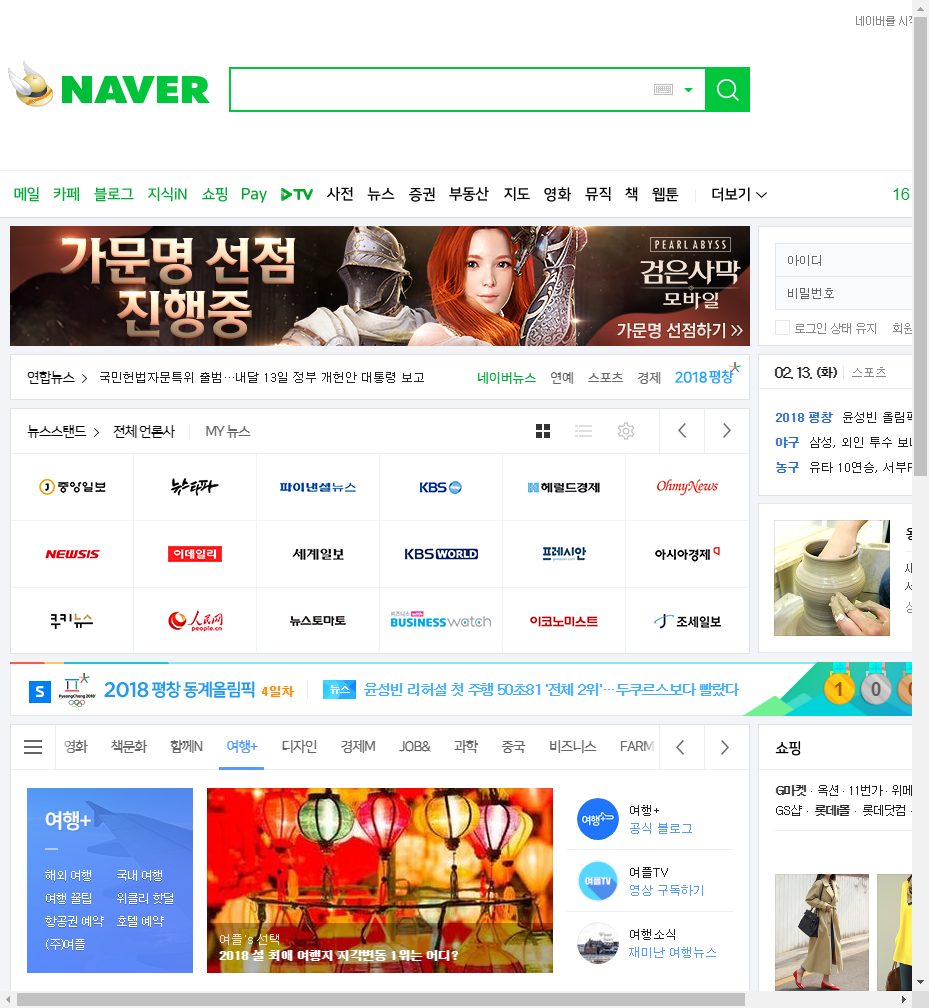 네이버를 시작
NAVER
메일 카페 블로그 지식iN 쇼핑 Pay TV 사전 뉴스 증권 부동산 지도 영화 뮤직 책 웹툰 더보기 16
가문명 선점
진행중
PEARL ABYSS
검은사막
모바일
가문명 선점하기 »
아이디
비밀번호
로그인 상태 유지 회원
연합뉴스 > 국민헌법자문특위 출범…내달 13일 정부 개헌안 대통령 보고 네이버뉴스 연예 스포츠 경제 2018 평창
02. 13. (화) 스포츠
2018 평창 윤성빈 올림픽
야구 삼성, 외인 투수 보니
농구 유타 10연승, 서부
뉴스스탠드 > 전체 언론사 MY 뉴스
중앙일보 뉴스타파 파이낸셜뉴스 KBS 헤럴드경제 OhmyNews
NEWSIS 이데일리 세계일보 KBS WORLD 프레시안 아시아경제
쿠키뉴스 人民网 people.cn 뉴스토마토 비즈니스 with BUSINESSwatch 이코노미스트 조세일보
S PyeongChang 2018 2018 평창 동계올림픽 4일차 뉴스 윤성빈 리허설 첫 주행 50초81 '전체 2위'…두쿠르스보다 빨랐다 1 0
영화 책문화 함께N 여행+ 디자인 경제M JOB& 과학 중국 비즈니스 FARM
여행+
해외 여행 국내 여행
여행 꿀팁 위클리 핫딜
항공권 예약 호텔 예약
(주)여플
여플's 선택
2018 설 최애 여행지 지각변동 1위는 어디?
여행+
여행+
공식 블로그
여플TV
여플TV
영상 구독하기
여행소식
재미난 여행뉴스
쇼핑
G마켓 · 옥션 · 11번가 · 위메
GS샵 · 롯데i몰 · 롯데닷컴 ·